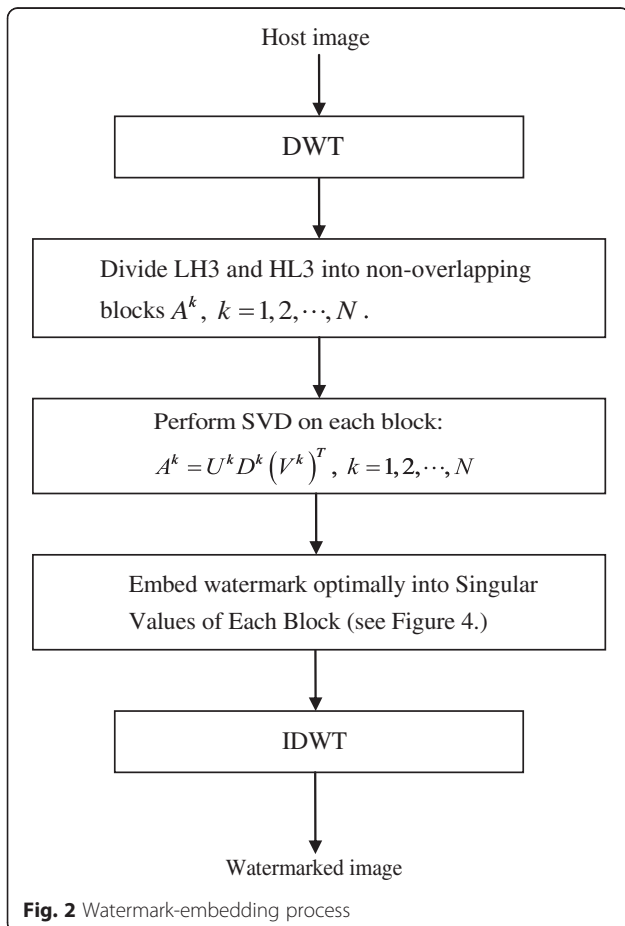 Host image
DWT
Divide LH3 and HL3 into non-overlapping
blocks A^k, k = 1, 2, ⋯, N .
Perform SVD on each block:
A^k = U^k D^k (V^k)^T, k = 1, 2, ⋯, N
Embed watermark optimally into Singular
Values of Each Block (see Figure 4.)
IDWT
Watermarked image
Fig. 2 Watermark-embedding process